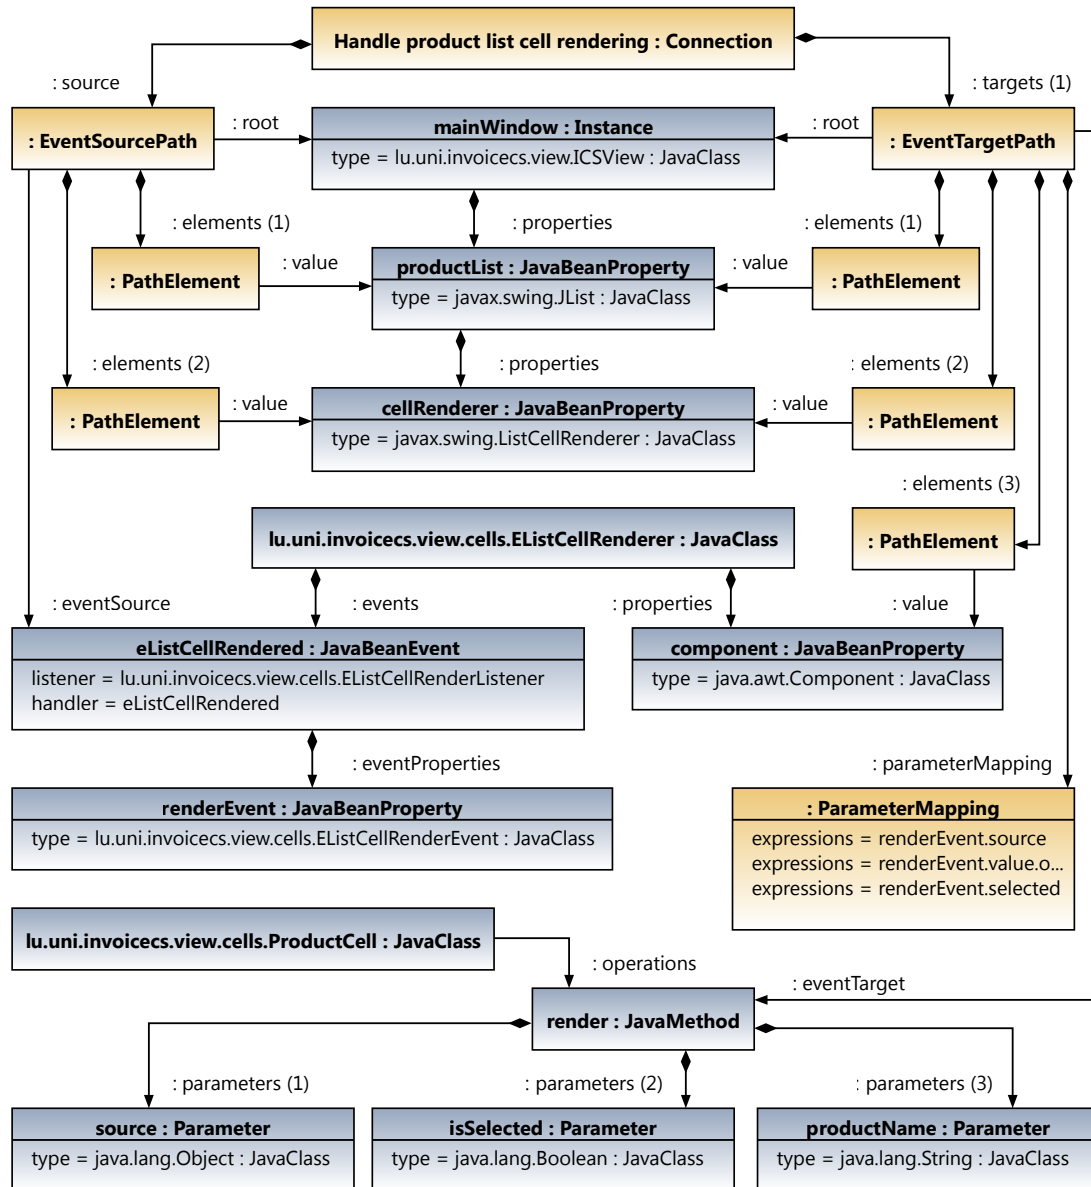 Handle product list cell rendering : Connection
: source
: targets (1)
: EventSourcePath
: root
mainWindow : Instance
type = lu.uni.invoicecs.view.ICSView : JavaClass
: root
: EventTargetPath
: elements (1)
: properties
: elements (1)
: PathElement
: value
productList : JavaBeanProperty
type = javax.swing.JList : JavaClass
: value
: PathElement
: elements (2)
: properties
: elements (2)
: PathElement
: value
cellRenderer : JavaBeanProperty
type = javax.swing.ListCellRenderer : JavaClass
: value
: PathElement
: elements (3)
lu.uni.invoicecs.view.cells.EListCellRenderer : JavaClass
: PathElement
: eventSource
: events
: properties
: value
eListCellRendered : JavaBeanEvent
listener = lu.uni.invoicecs.view.cells.EListCellRenderListener
handler = eListCellRendered
component : JavaBeanProperty
type = java.awt.Component : JavaClass
: eventProperties
: parameterMapping
renderEvent : JavaBeanProperty
type = lu.uni.invoicecs.view.cells.EListCellRenderEvent : JavaClass
: ParameterMapping
expressions = renderEvent.source
expressions = renderEvent.value.o...
expressions = renderEvent.selected
lu.uni.invoicecs.view.cells.ProductCell : JavaClass
: operations
: eventTarget
render : JavaMethod
: parameters (1)
: parameters (2)
: parameters (3)
source : Parameter
type = java.lang.Object : JavaClass
isSelected : Parameter
type = java.lang.Boolean : JavaClass
productName : Parameter
type = java.lang.String : JavaClass